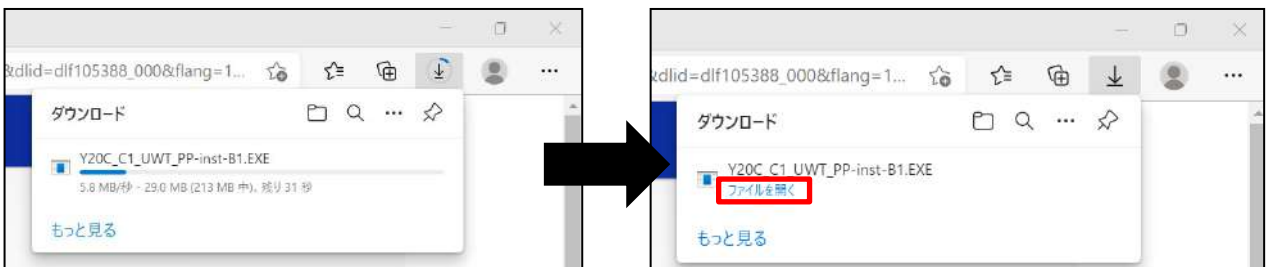 &dlid=dlf105388_000&flang=1...
ダウンロード
Y20C_C1_UWT_PP-inst-B1.EXE
5.8 MB/秒 - 29.0 MB (213 MB 中)、残り 31 秒
もっと見る
&dlid=dlf105388_000&flang=1...
ダウンロード
Y20C_C1_UWT_PP-inst-B1.EXE
ファイルを開く
もっと見る